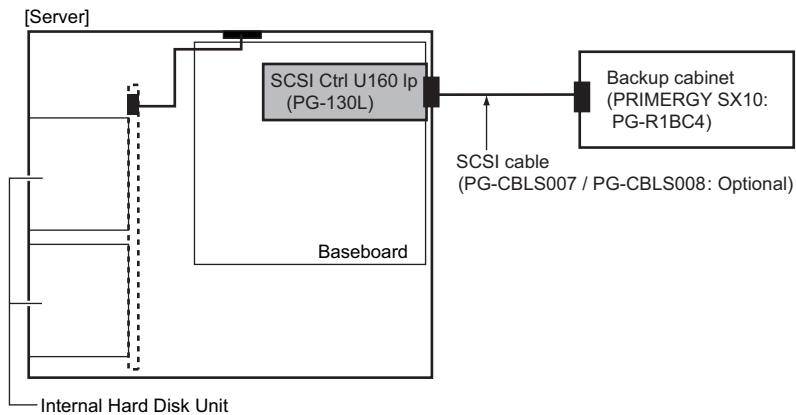 [Server]
SCSI Ctrl U160 lp
(PG-130L)
Backup cabinet
(PRIMERGY SX10:
PG-R1BC4)
SCSI cable
(PG-CBLS007 / PG-CBLS008: Optional)
Baseboard
Internal Hard Disk Unit